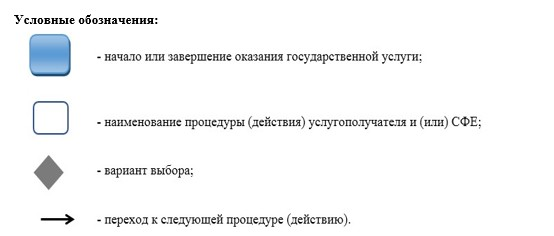 Условные обозначения:
- начало или завершение оказания государственной услуги;
- наименование процедуры (действия) услугополучателя и (или) СФЕ;
- вариант выбора;
- переход к следующей процедуре (действию).